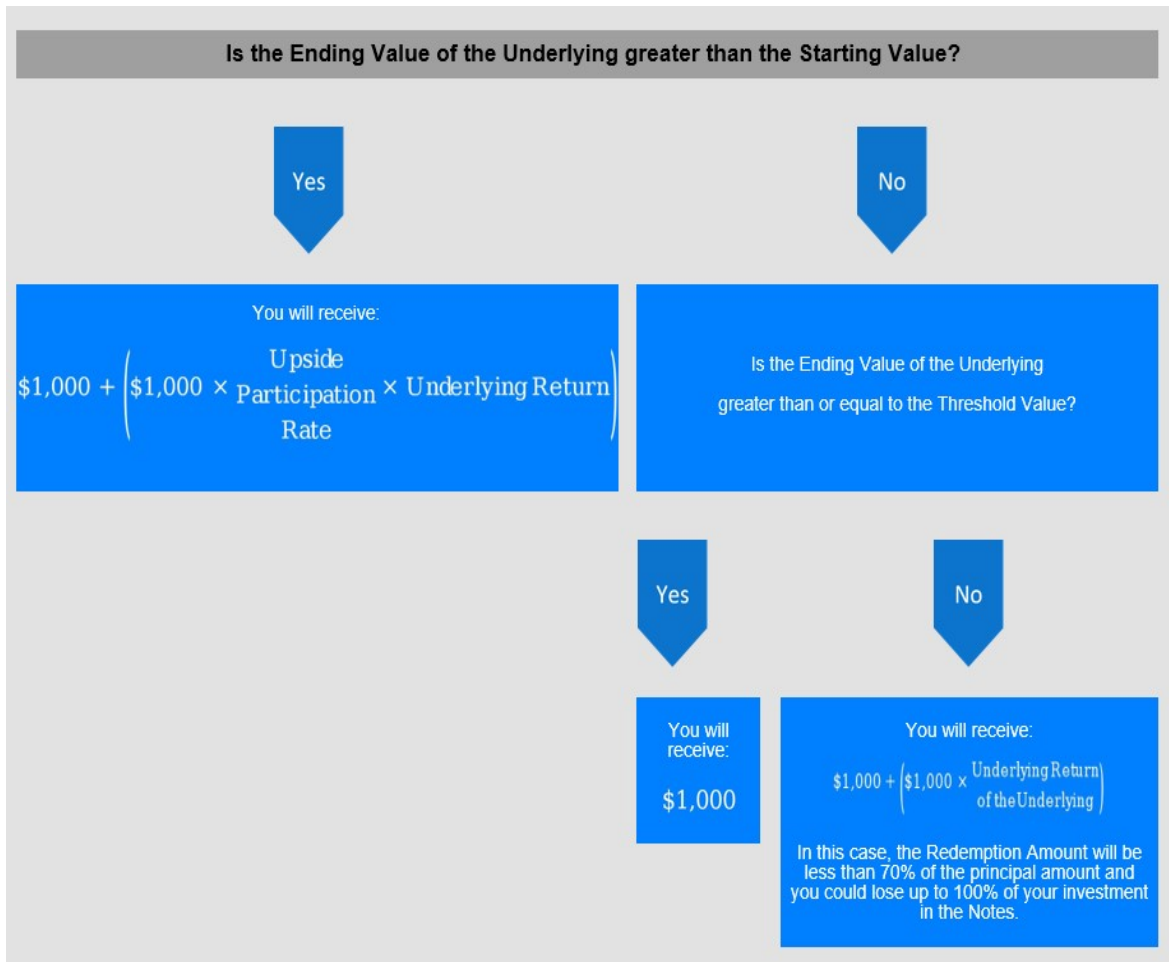 Is the Ending Value of the Underlying greater than the Starting Value?
Yes
No
You will receive:
$1,000 + ($1,000 × Upside Participation Rate × Underlying Return)
Is the Ending Value of the Underlying
greater than or equal to the Threshold Value?
Yes
No
You will
receive:
$1,000
You will receive:
$1,000 + ($1,000 × Underlying Return of the Underlying)
In this case, the Redemption Amount will be
less than 70% of the principal amount and
you could lose up to 100% of your investment
in the Notes.